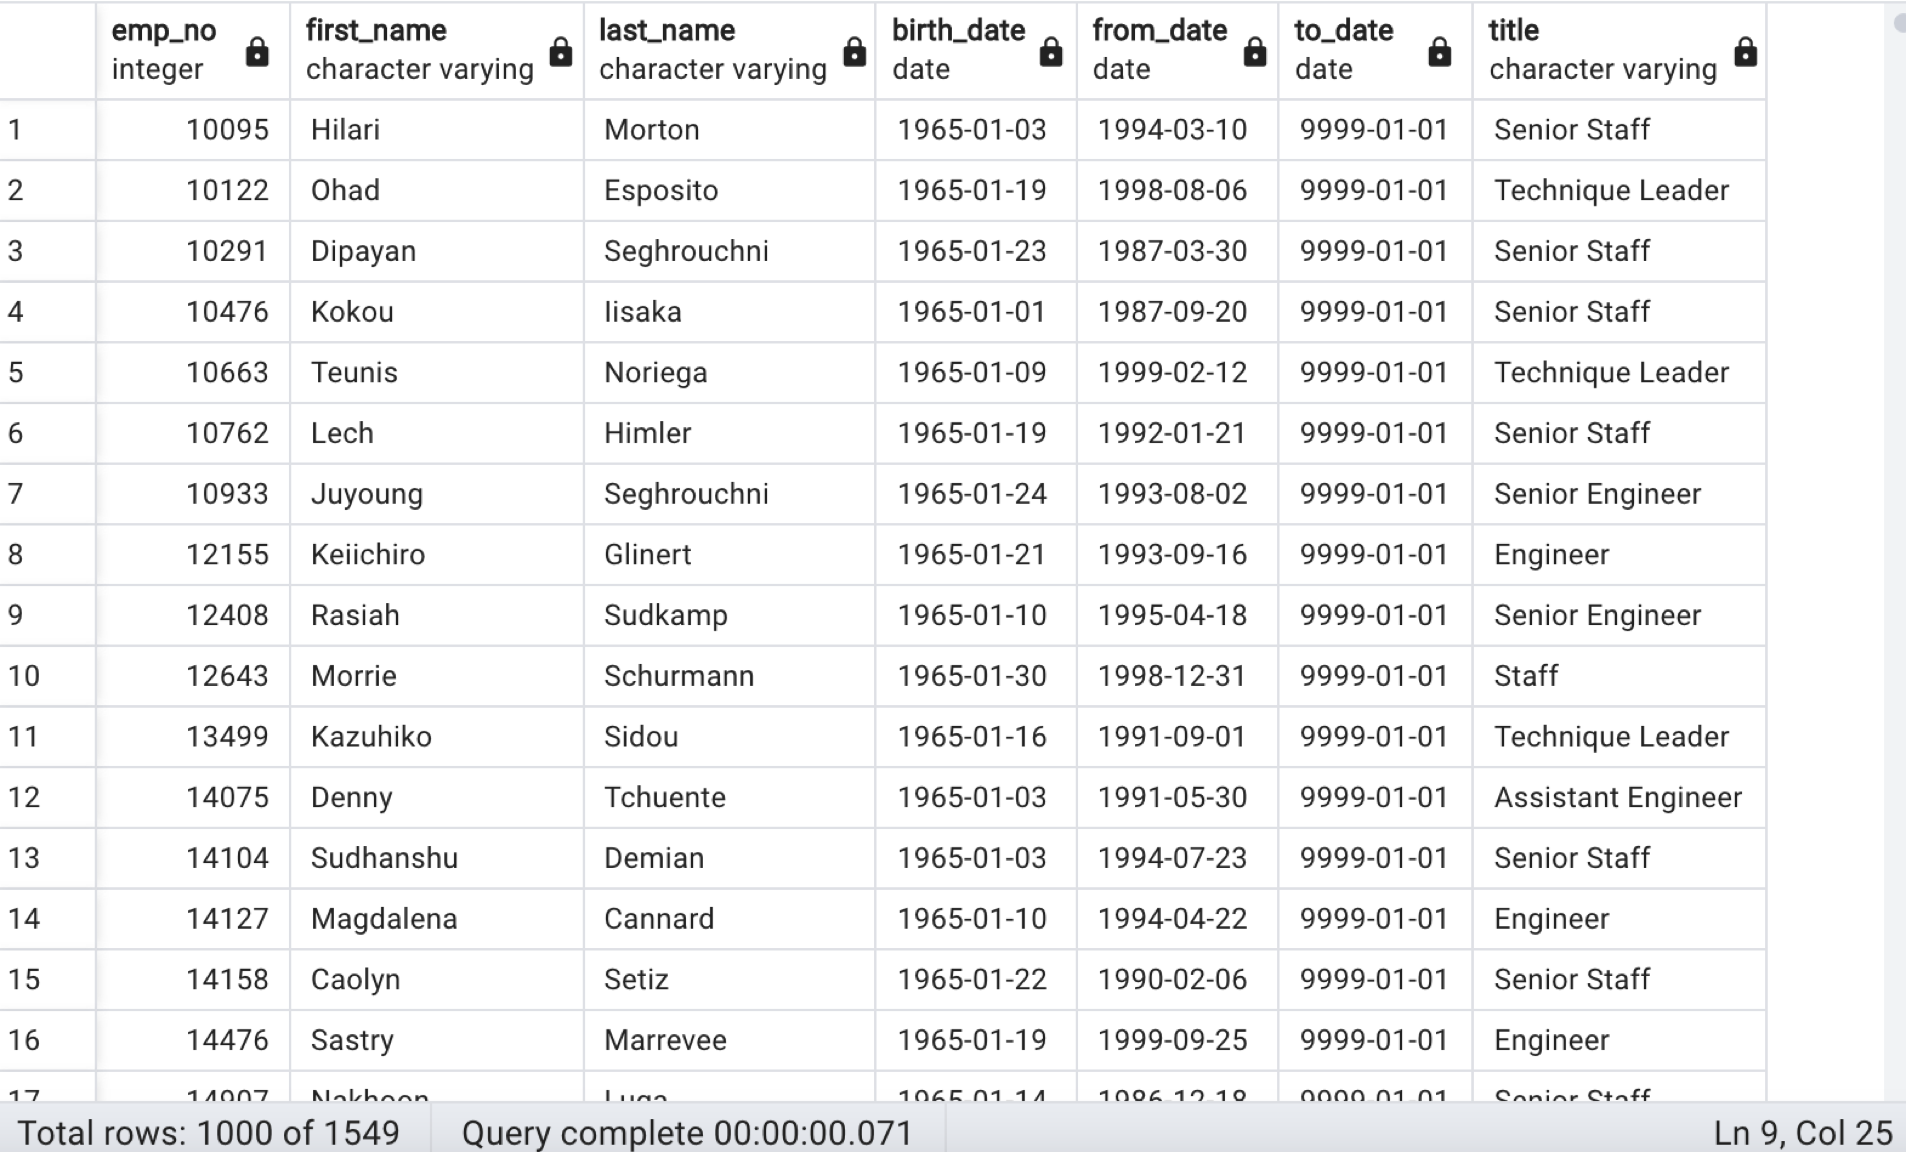 emp_no first_name last_name birth_date from_date to_date title
integer character varying character varying date date date character varying
1 10095 Hilari Morton 1965-01-03 1994-03-10 9999-01-01 Senior Staff
2 10122 Ohad Esposito 1965-01-19 1998-08-06 9999-01-01 Technique Leader
3 10291 Dipayan Seghrouchni 1965-01-23 1987-03-30 9999-01-01 Senior Staff
4 10476 Kokou Iisaka 1965-01-01 1987-09-20 9999-01-01 Senior Staff
5 10663 Teunis Noriega 1965-01-09 1999-02-12 9999-01-01 Technique Leader
6 10762 Lech Himler 1965-01-19 1992-01-21 9999-01-01 Senior Staff
7 10933 Juyoung Seghrouchni 1965-01-24 1993-08-02 9999-01-01 Senior Engineer
8 12155 Keiichiro Glinert 1965-01-21 1993-09-16 9999-01-01 Engineer
9 12408 Rasiah Sudkamp 1965-01-10 1995-04-18 9999-01-01 Senior Engineer
10 12643 Morrie Schurmann 1965-01-30 1998-12-31 9999-01-01 Staff
11 13499 Kazuhiko Sidou 1965-01-16 1991-09-01 9999-01-01 Technique Leader
12 14075 Denny Tchuente 1965-01-03 1991-05-30 9999-01-01 Assistant Engineer
13 14104 Sudhanshu Demian 1965-01-03 1994-07-23 9999-01-01 Senior Staff
14 14127 Magdalena Cannard 1965-01-10 1994-04-22 9999-01-01 Engineer
15 14158 Caolyn Setiz 1965-01-22 1990-02-06 9999-01-01 Senior Staff
16 14476 Sastry Marrevee 1965-01-19 1999-09-25 9999-01-01 Engineer
17 14907 1965-01-14 1986-12-18 9999-01-01 Senior Staff
Total rows: 1000 of 1549 Query complete 00:00:00.071 Ln 9, Col 25